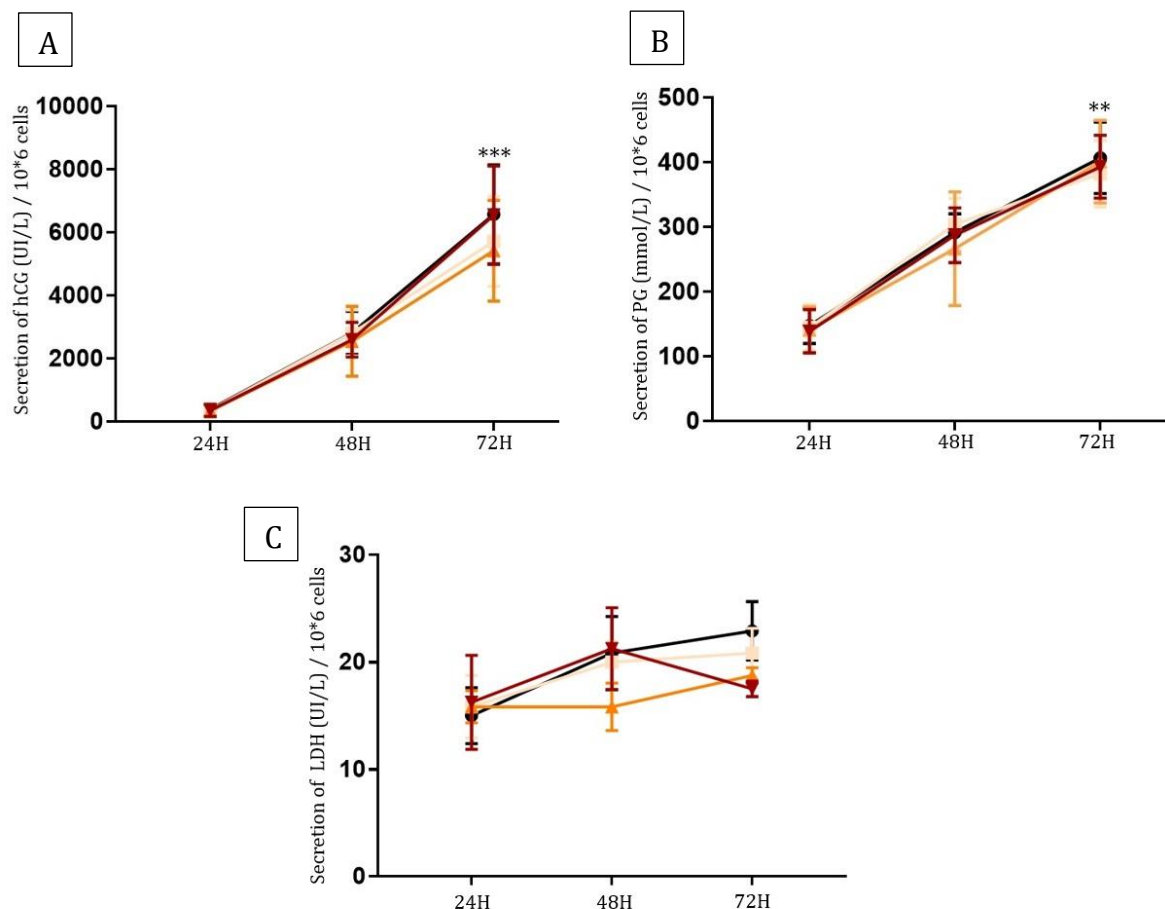 A
Secretion of hCG (UI/L) / 10*6 cells
10000
8000
6000
4000
2000
0
***
24H 48H 72H
B
Secretion of PG (mmol/L) / 10*6 cells
500
400
300
200
100
0
**
24H 48H 72H
C
Secretion of LDH (UI/L) / 10*6 cells
30
20
10
0
24H 48H 72H